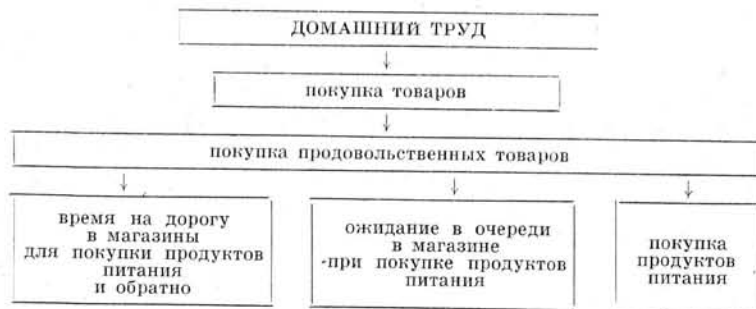 ДОМАШНИЙ ТРУД
покупка товаров
покупка продовольственных товаров
время на дорогу
в магазины
для покупки продуктов
питания
и обратно
ожидание в очереди
в магазине
при покупке продуктов
питания
покупка
продуктов
питания